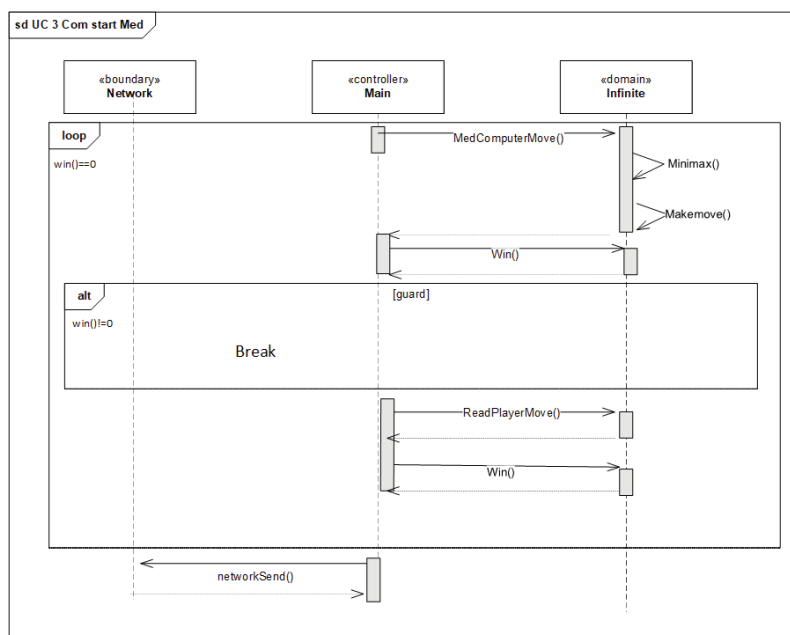 sd UC 3 Com start Med
«boundary»
Network
«controller»
Main
«domain»
Infinite
loop
win()==0
MedComputerMove()
Minimax()
Makemove()
Win()
alt
[guard]
win()!=0
Break
ReadPlayerMove()
Win()
networkSend()